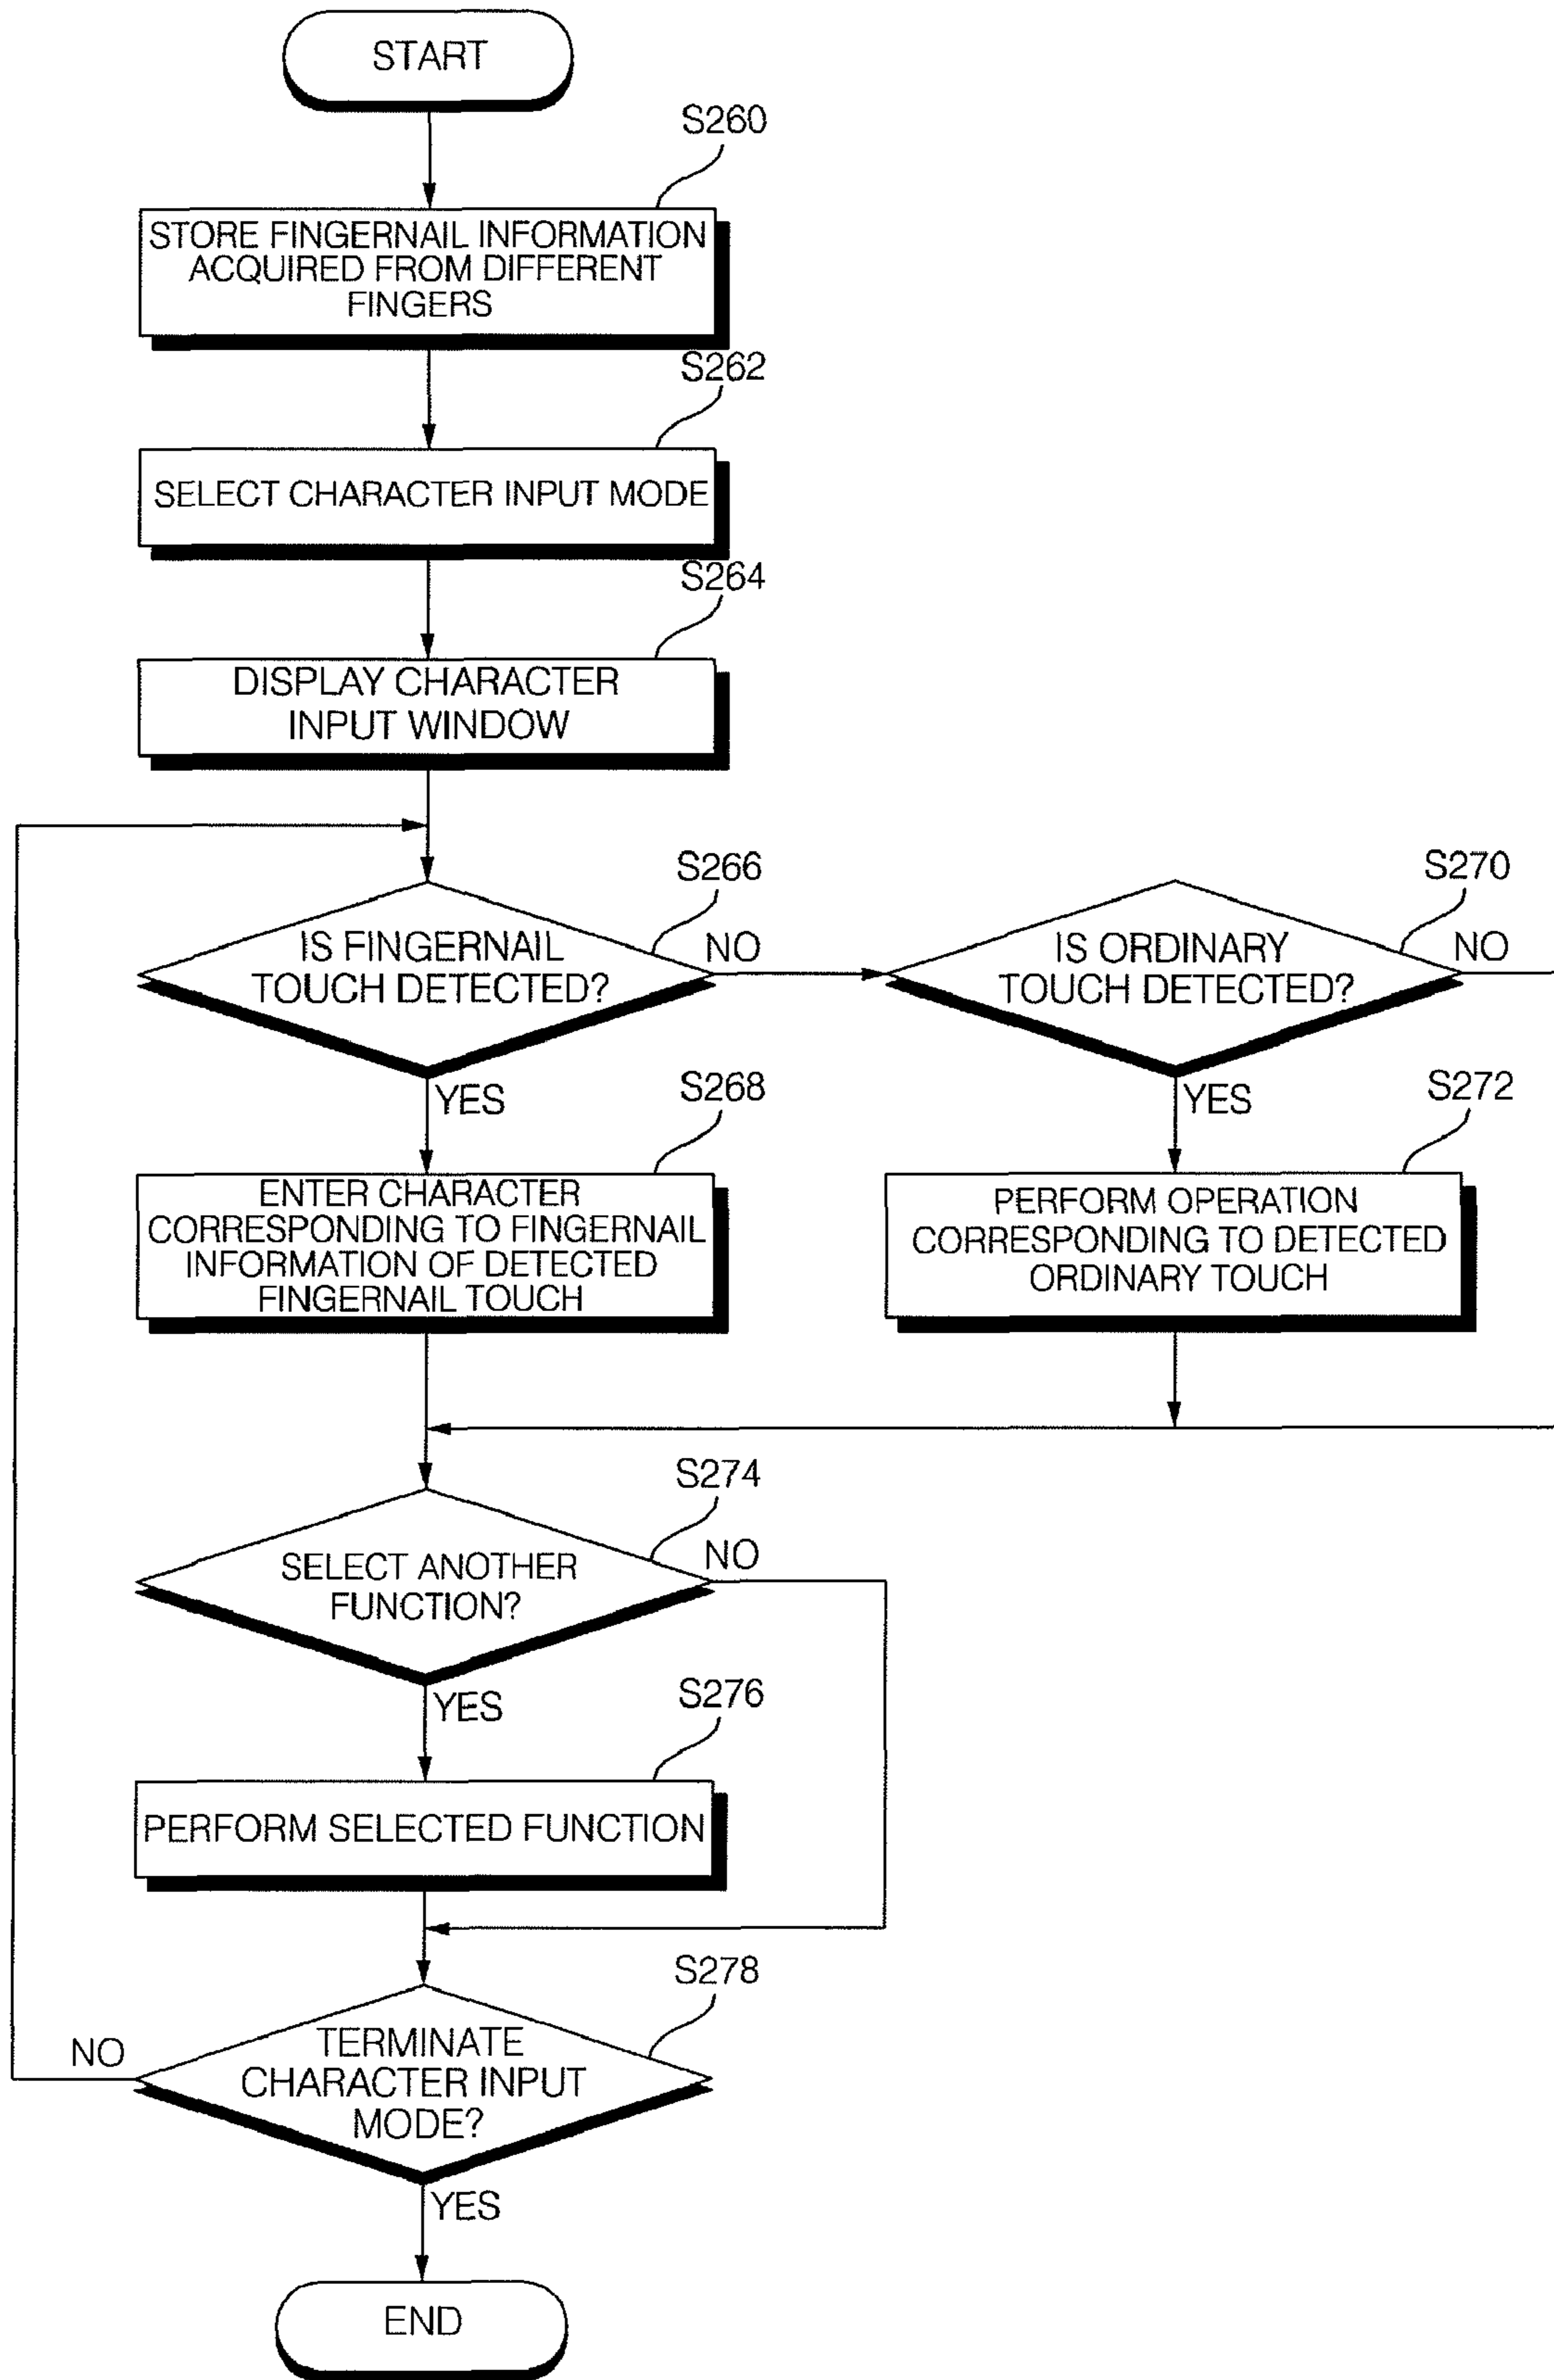 START
S260
STORE FINGERNAIL INFORMATION
ACQUIRED FROM DIFFERENT
FINGERS
S262
SELECT CHARACTER INPUT MODE
S264
DISPLAY CHARACTER
INPUT WINDOW
S266
IS FINGERNAIL
TOUCH DETECTED?
NO
S270
IS ORDINARY
TOUCH DETECTED?
NO
YES
YES
S268
ENTER CHARACTER
CORRESPONDING TO FINGERNAIL
INFORMATION OF DETECTED
FINGERNAIL TOUCH
S272
PERFORM OPERATION
CORRESPONDING TO DETECTED
ORDINARY TOUCH
S274
SELECT ANOTHER
FUNCTION?
NO
YES
S276
PERFORM SELECTED FUNCTION
S278
TERMINATE
CHARACTER INPUT
MODE?
NO
YES
END